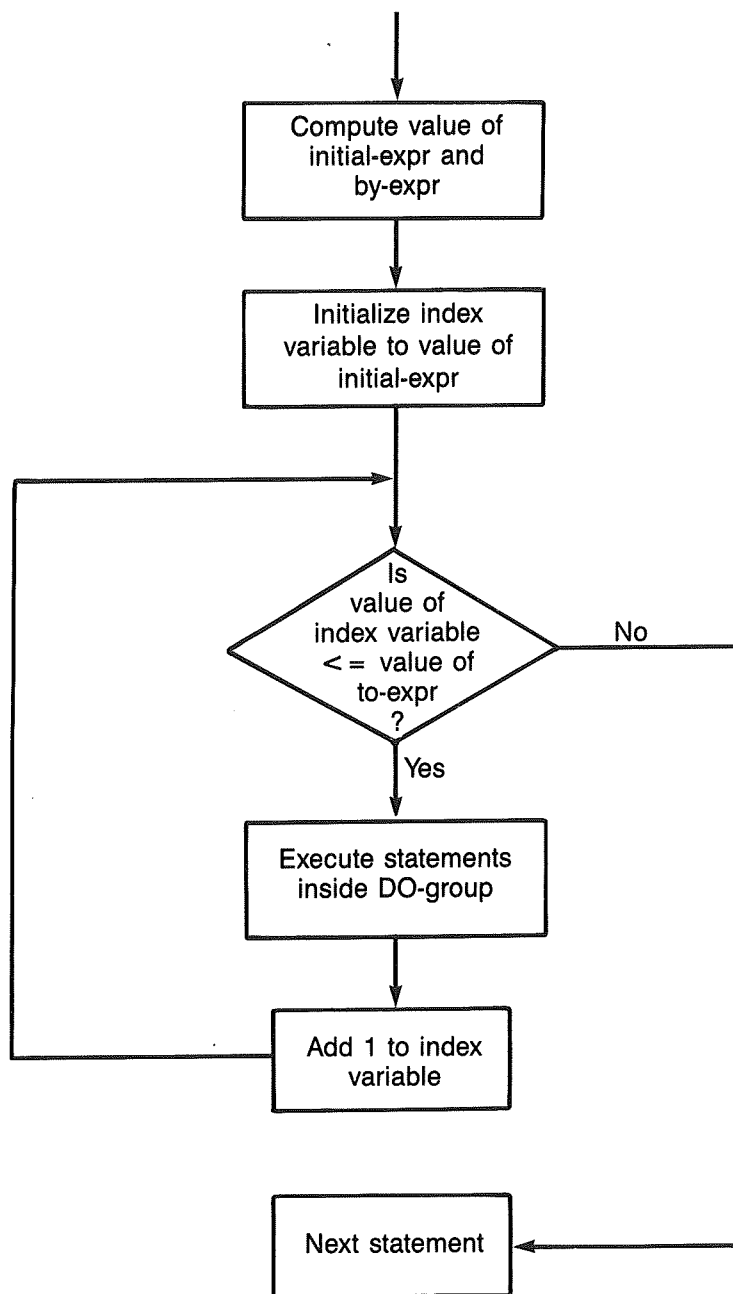 Compute value of
initial-expr and
by-expr
Initialize index
variable to value of
initial-expr
Is
value of
index variable
< = value of
to-expr
?
No
Yes
Execute statements
inside DO-group
Add 1 to index
variable
Next statement